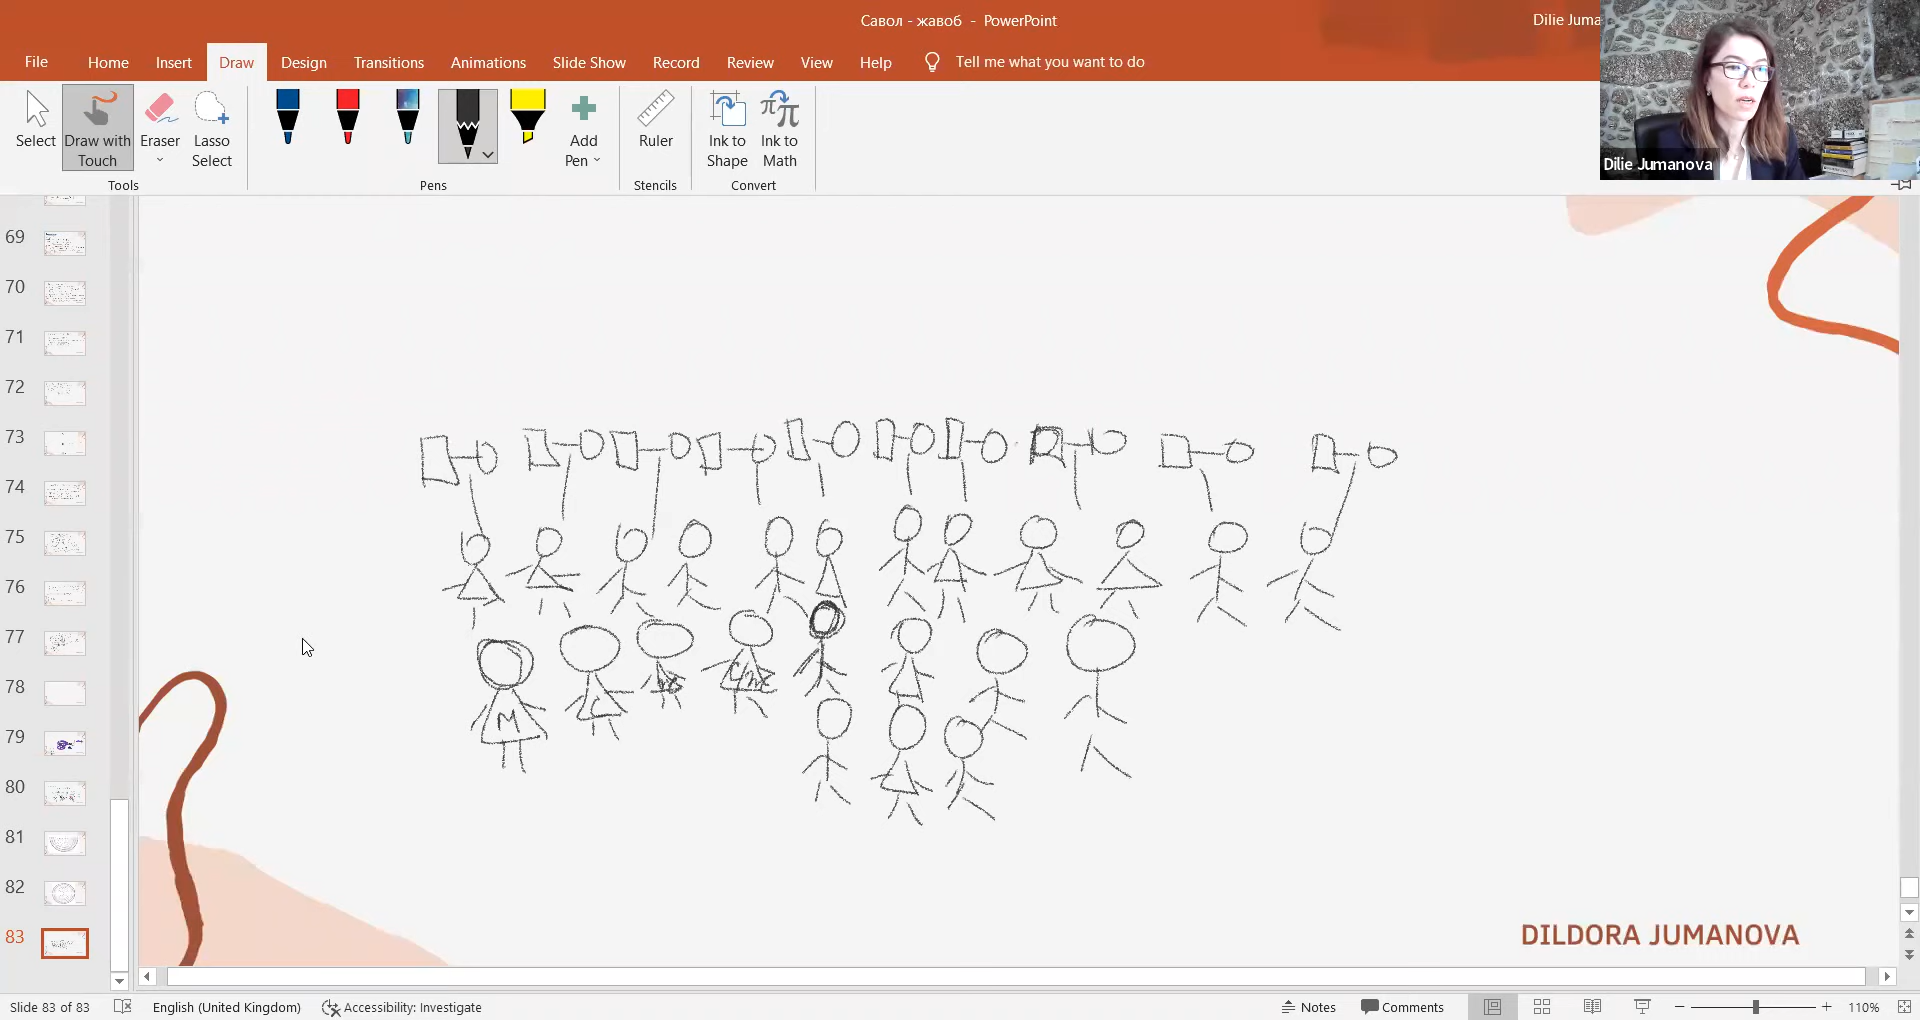 Савол - жавоб - PowerPoint
Dilie Juma
File Home Insert Draw Design Transitions Animations Slide Show Record Review View Help Tell me what you want to do
Select
Draw with Touch
Eraser
Lasso Select
Add Pen
Ruler
Ink to Shape
Ink to Math
Tools Pens Stencils Convert
Dilie Jumanova
69
70
71
72
73
74
75
76
77
78
79
80
81
82
83
M
C
DILDORA JUMANOVA
Slide 83 of 83 English (United Kingdom) Accessibility: Investigate Notes Comments 110%